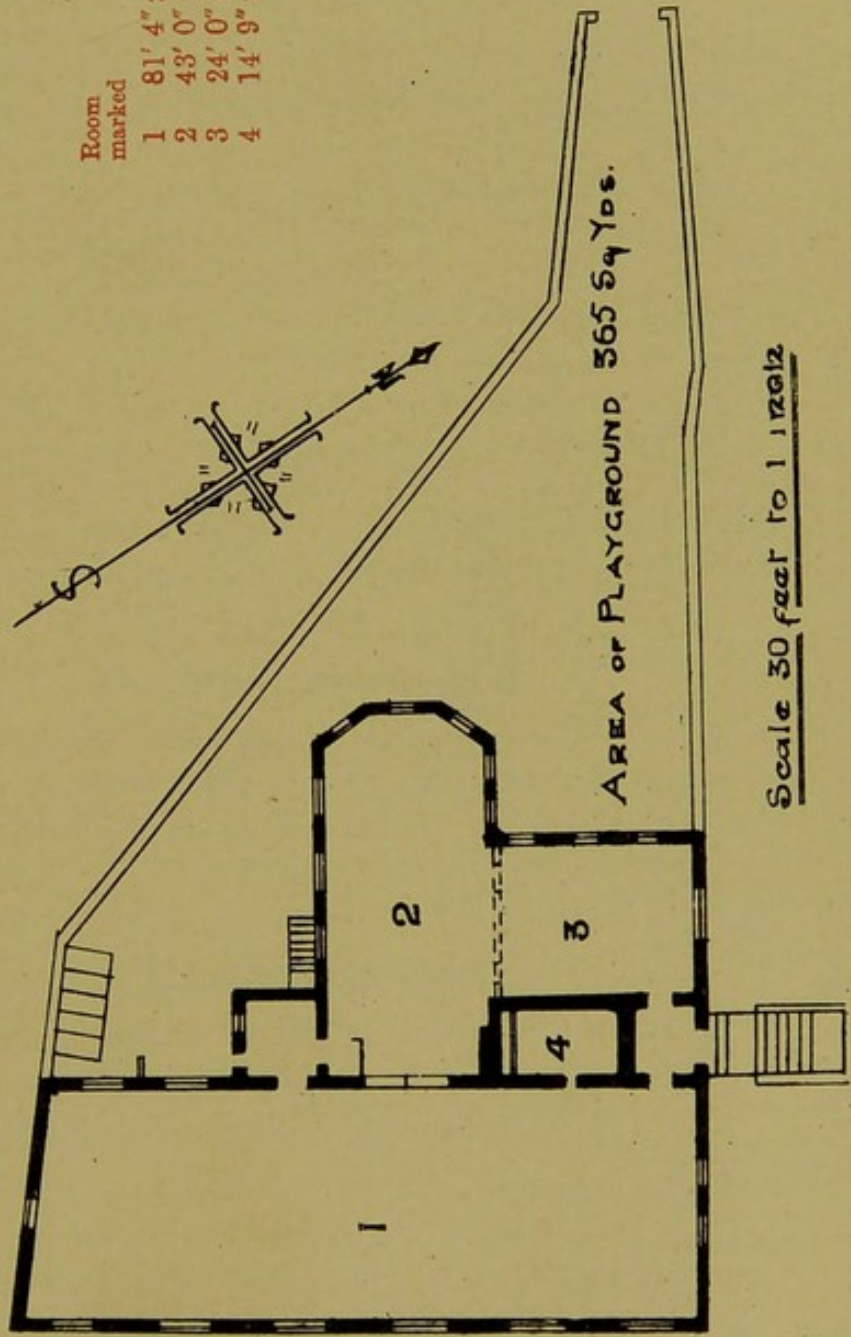 Room
marked
1 81' 4"
2 43' 0"
3 24' 0"
4 14' 9"
S
N
AREA OF PLAYGROUND 365 Sq YDS.
1
2
3
4
Scale 30 feet to 1 inch